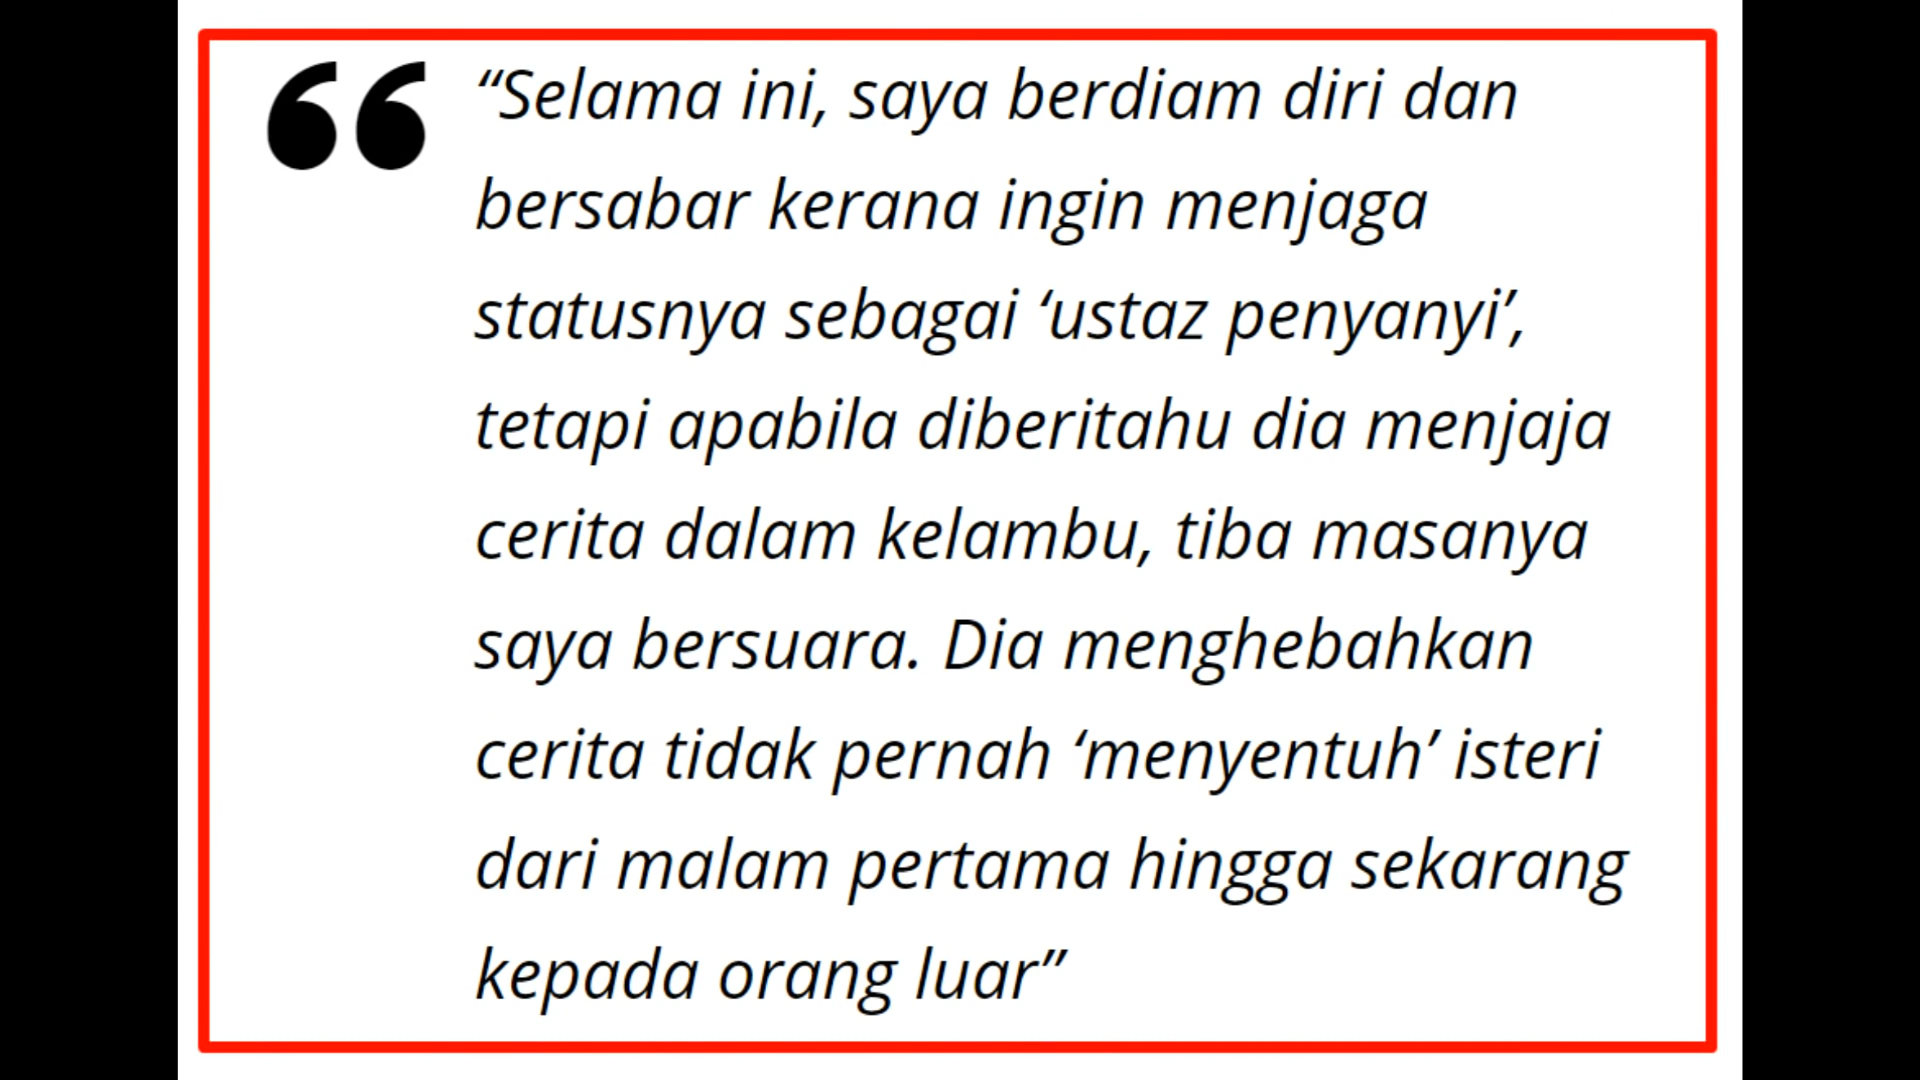 “Selama ini, saya berdiam diri dan
bersabar kerana ingin menjaga
statusnya sebagai ‘ustaz penyanyi’,
tetapi apabila diberitahu dia menjaja
cerita dalam kelambu, tiba masanya
saya bersuara. Dia menghebahkan
cerita tidak pernah ‘menyentuh’ isteri
dari malam pertama hingga sekarang
kepada orang luar”